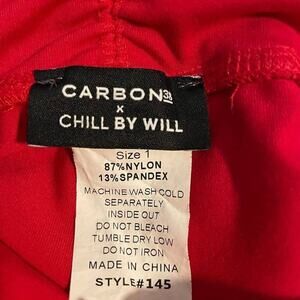 CARBON38
x
CHILL BY WILL
Size 1
87%NYLON
13%SPANDEX
MACHINE WASH COLD
SEPARATELY
INSIDE OUT
DO NOT BLEACH
TUMBLE DRY LOW
DO NOT IRON
MADE IN CHINA
STYLE#145